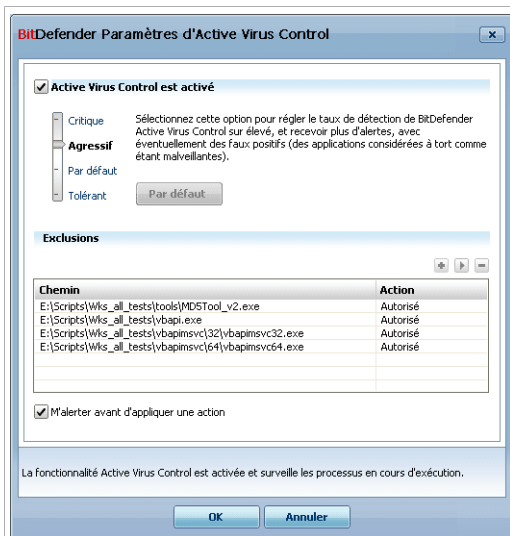 BitDefender Paramètres d'Active Virus Control
Active Virus Control est activé
Critique
Agressif
Par défaut
Tolérant
Sélectionnez cette option pour régler le taux de détection de BitDefender
Active Virus Control sur élevé, et recevoir plus d'alertes, avec
éventuellement des faux positifs (des applications considérées à tort comme
étant malveillantes).
Par défaut
Exclusions
Chemin Action
E:\Scripts\Wks_all_tests\tools\MD5Tool_v2.exe Autorisé
E:\Scripts\Wks_all_tests\vbapi.exe Autorisé
E:\Scripts\Wks_all_tests\vbapimsvc\32\vbapimsvc32.exe Autorisé
E:\Scripts\Wks_all_tests\vbapimsvc\64\vbapimsvc64.exe Autorisé
M'alerter avant d'appliquer une action
La fonctionnalité Active Virus Control est activée et surveille les processus en cours d'exécution.
OK Annuler